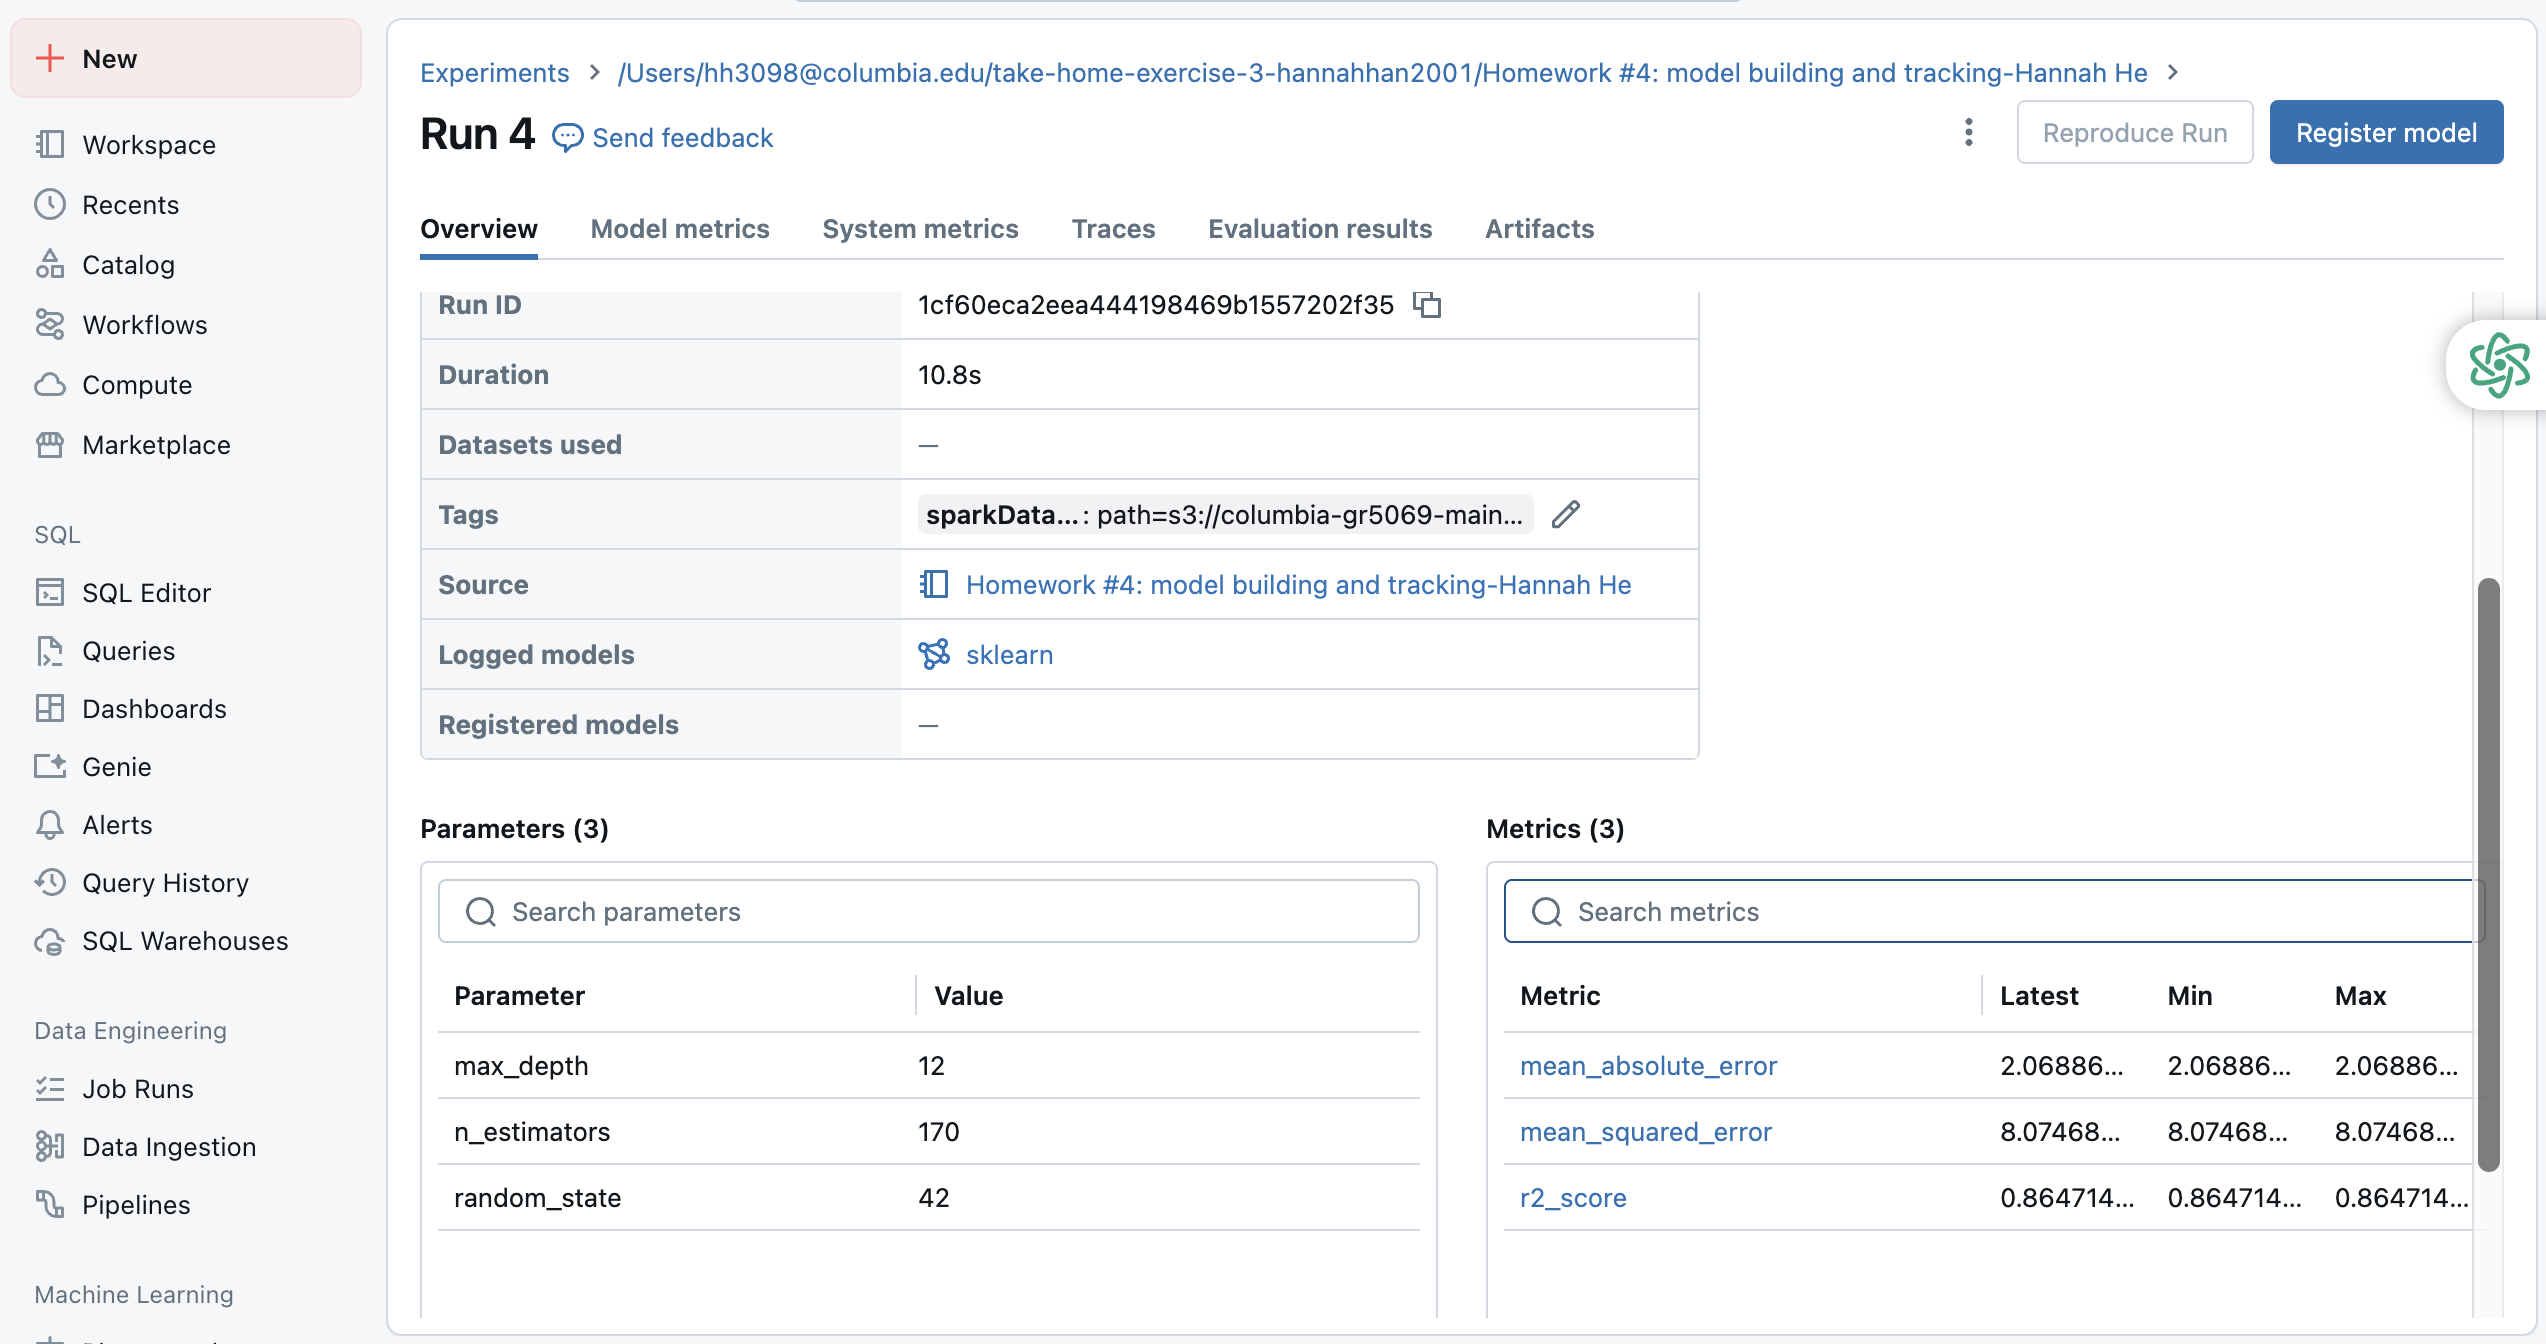 New
Workspace
Recents
Catalog
Workflows
Compute
Marketplace
SQL
SQL Editor
Queries
Dashboards
Genie
Alerts
Query History
SQL Warehouses
Data Engineering
Job Runs
Data Ingestion
Pipelines
Machine Learning
Experiments > /Users/hh3098@columbia.edu/take-home-exercise-3-hannahhan2001/Homework #4: model building and tracking-Hannah He >
Run 4 Send feedback
Reproduce Run Register model
Overview Model metrics System metrics Traces Evaluation results Artifacts
Run ID 1cf60eca2eea444198469b1557202f35
Duration 10.8s
Datasets used —
Tags sparkData...: path=s3://columbia-gr5069-main...
Source Homework #4: model building and tracking-Hannah He
Logged models sklearn
Registered models —
Parameters (3)
Search parameters
Parameter Value
max_depth 12
n_estimators 170
random_state 42
Metrics (3)
Search metrics
Metric Latest Min Max
mean_absolute_error 2.06886... 2.06886... 2.06886...
mean_squared_error 8.07468... 8.07468... 8.07468...
r2_score 0.864714... 0.864714... 0.864714...